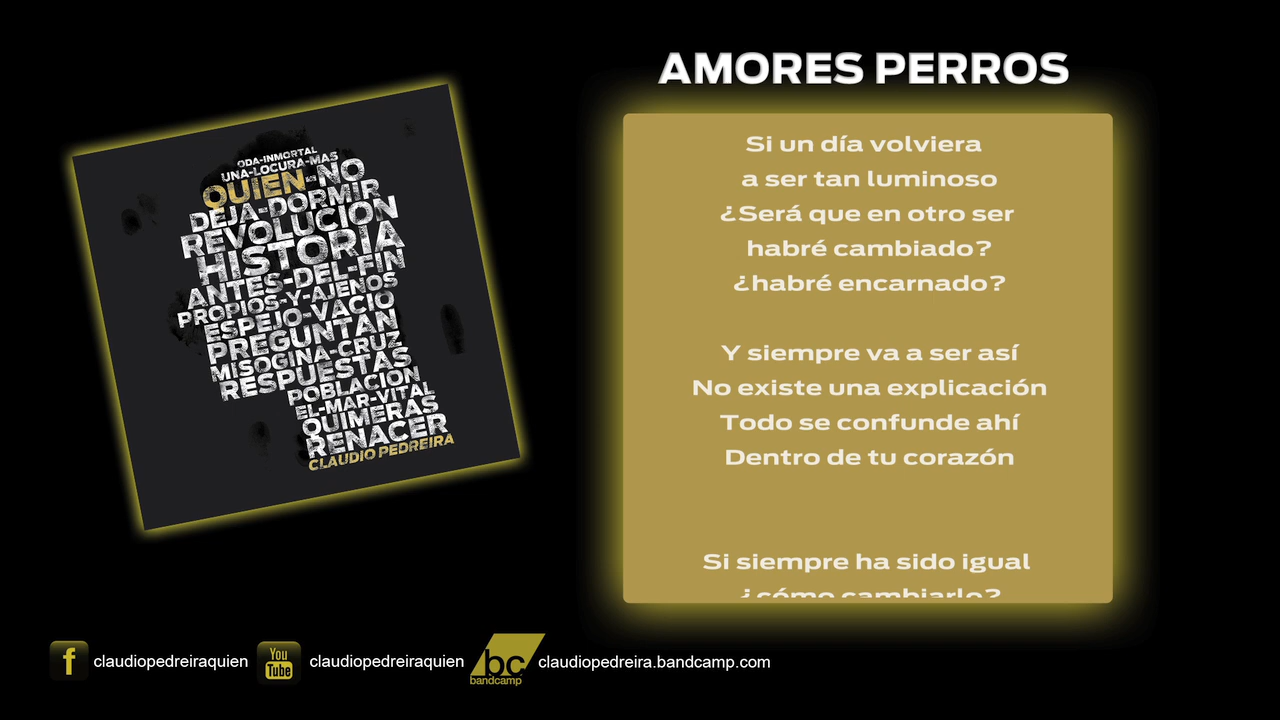 AMORES PERROS
ODA-INMORTAL
UNA-LOCURA-MAS
QUIEN-NO
DEJA-DORMIR
REVOLUCION
HISTORIA
ANTES-DEL-FIN
PROPIOS-Y-AJENOS
ESPEJO-VACIO
PREGUNTAN
MISOGINA-CRUZ
RESPUESTAS
POBLACION
EL-MAR-VITAL
QUIMERAS
RENACER
CLAUDIO PEDREIRA
Si un día volviera
a ser tan luminoso
¿Será que en otro ser
habré cambiado?
¿habré encarnado?
Y siempre va a ser así
No existe una explicación
Todo se confunde ahí
Dentro de tu corazón
Si siempre ha sido igual
¿cómo cambiarlo?
f claudiopedreiraquien
You Tube claudiopedreiraquien
bc bandcamp claudiopedreira.bandcamp.com